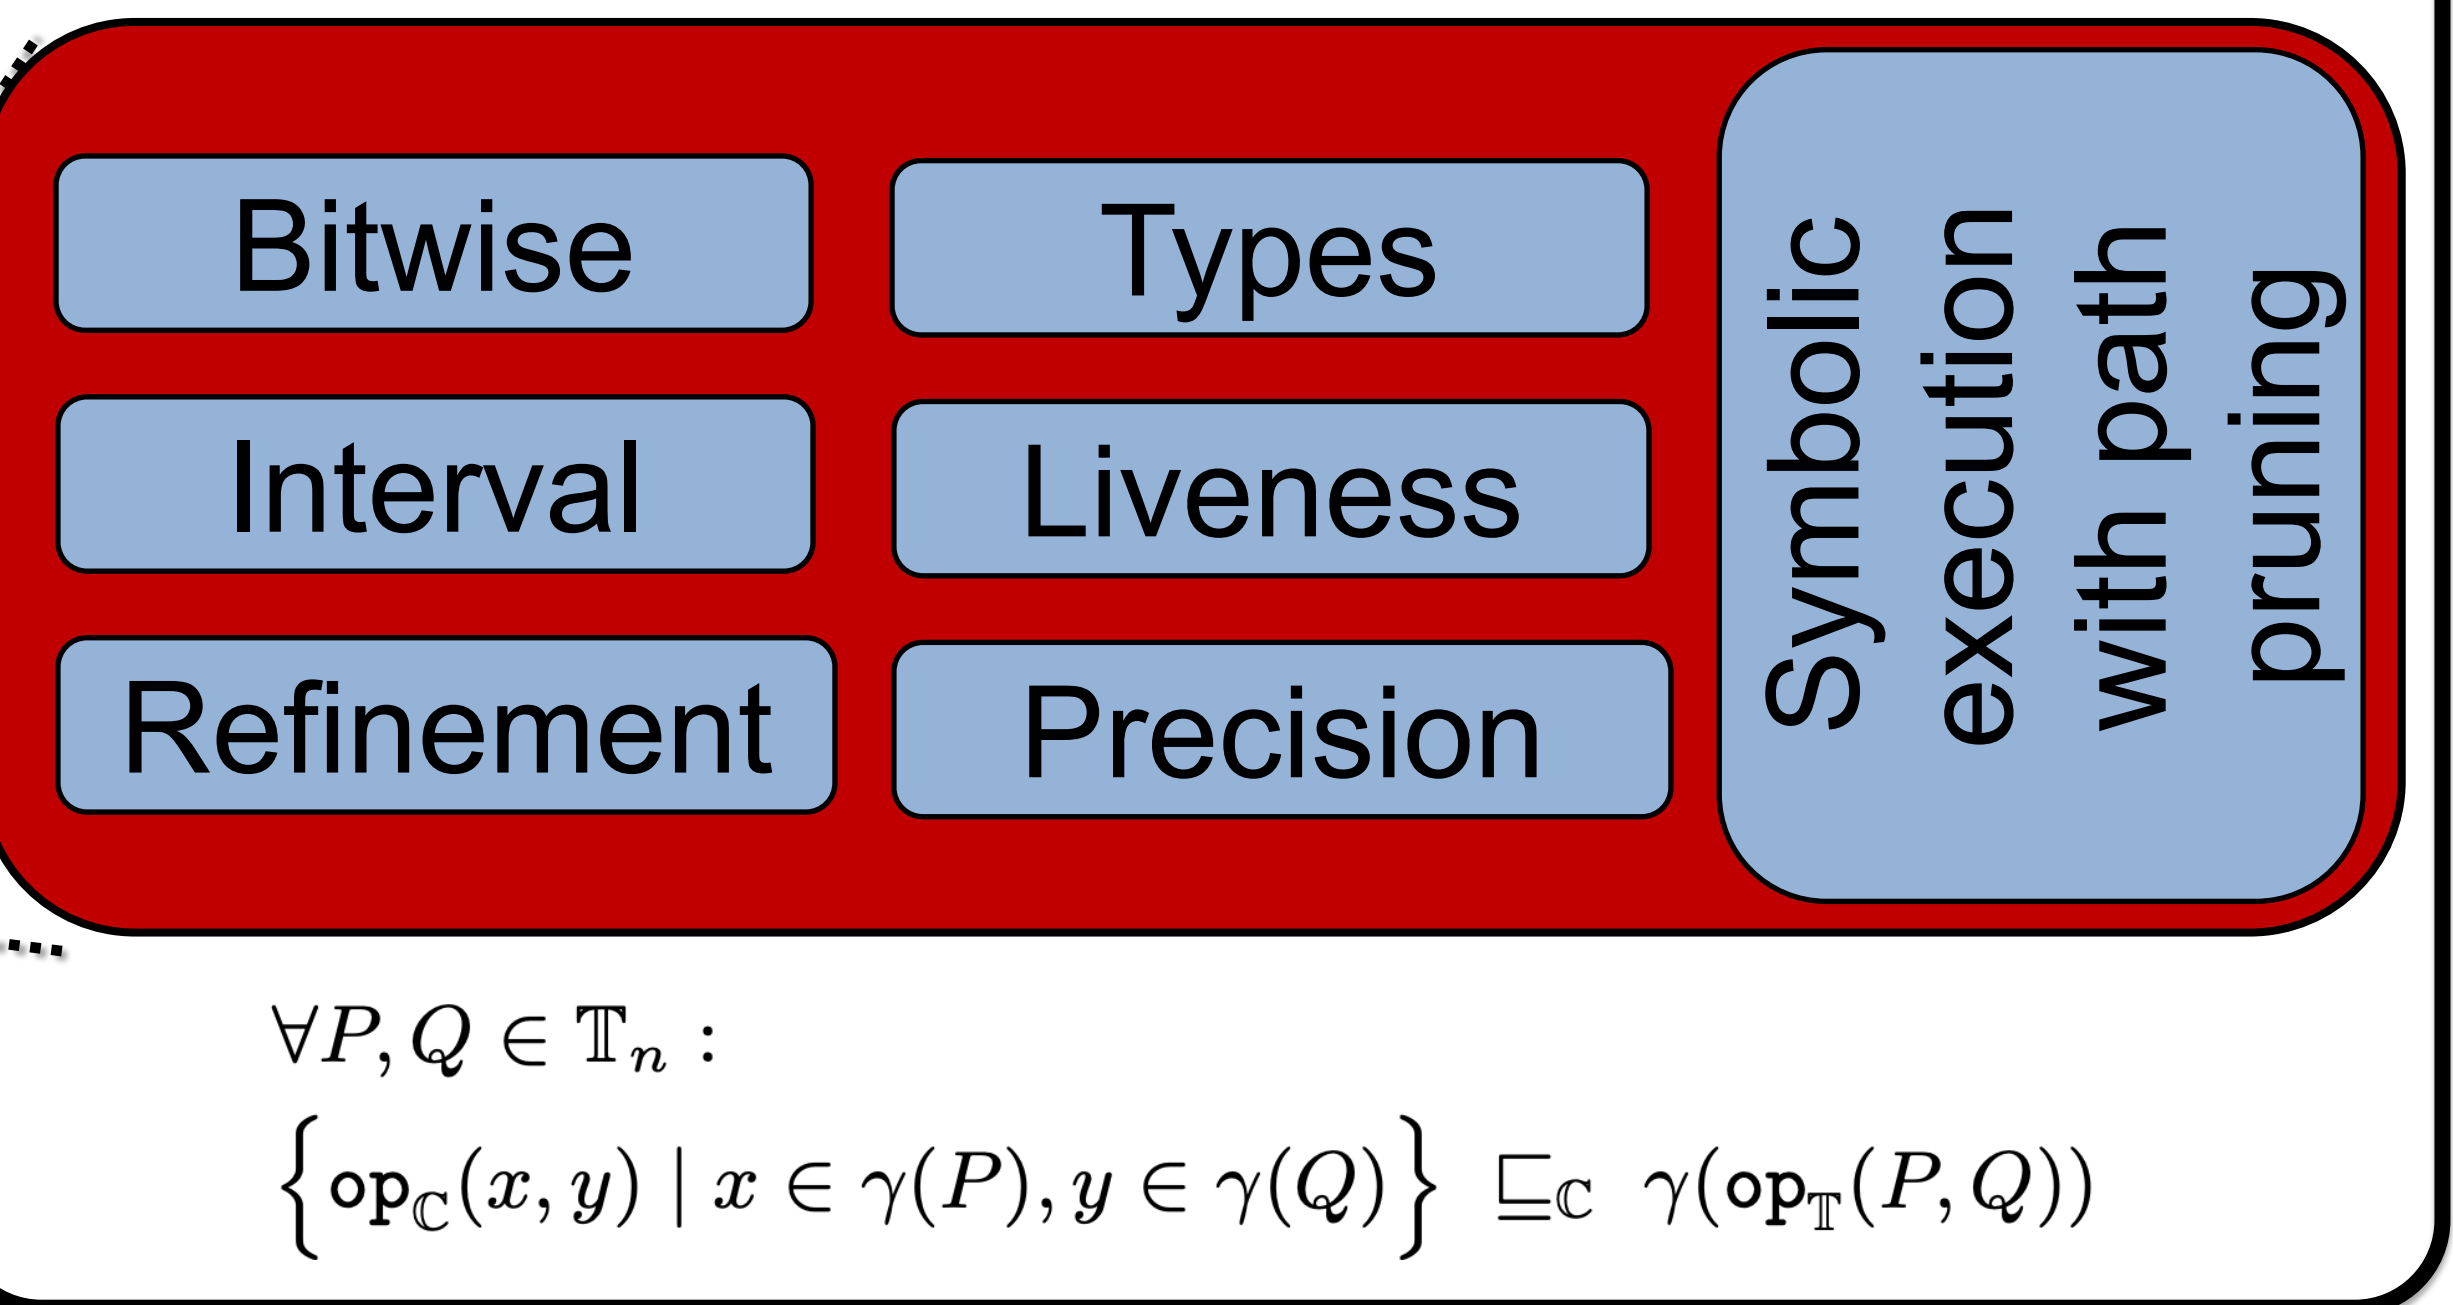 Bitwise
Types
Interval
Liveness
Refinement
Precision
Symbolic
execution
with path
pruning
∀P, Q ∈ 𝕋ₙ :
{op_ℂ(x, y) | x ∈ γ(P), y ∈ γ(Q)} ⊑_ℂ γ(op_𝕋(P, Q))